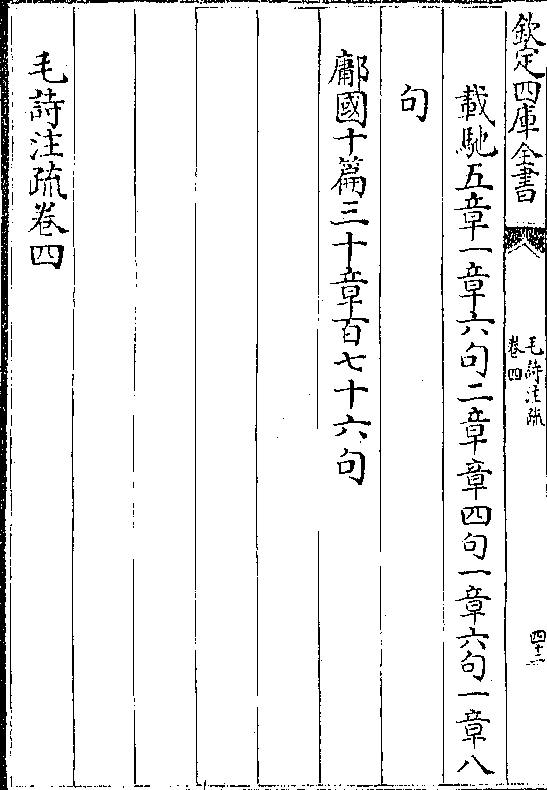 欽定四庫全書
毛詩注疏
卷四
四十二
載馳五章一章六句二章章四句一章六句一章八
句
鄘國十篇三十章百七十六句
毛詩注疏卷四